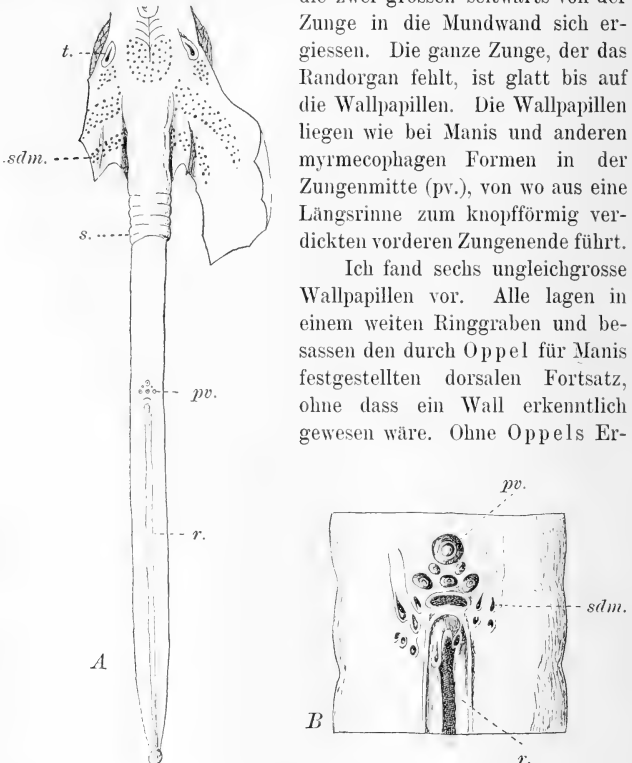 die zwei grossen seitwärts von der
Zunge in die Mundwand sich er-
giessen. Die ganze Zunge, der das
Randorgan fehlt, ist glatt bis auf
die Wallpapillen. Die Wallpapillen
liegen wie bei Manis und anderen
myrmecophagen Formen in der
Zungenmitte (pv.), von wo aus eine
Längsrinne zum knopfförmig ver-
dickten vorderen Zungenende führt.
Ich fand sechs ungleichgrosse
Wallpapillen vor. Alle lagen in
einem weiten Ringgraben und be-
sassen den durch Oppel für Manis
festgestellten dorsalen Fortsatz,
ohne dass ein Wall erkenntlich
gewesen wäre. Ohne Oppels Er-
t.
sdm.
s.
pv.
r.
A
pv.
sdm.
B
r.